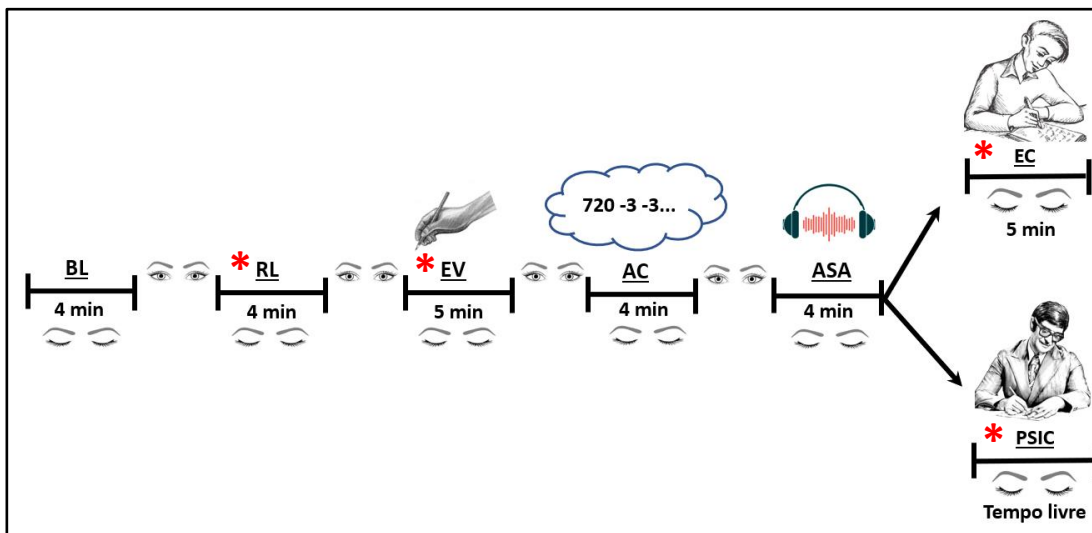 BL
4 min
* RL
4 min
* EV
5 min
720 -3 -3...
AC
4 min
ASA
4 min
* EC
5 min
* PSIC
Tempo livre